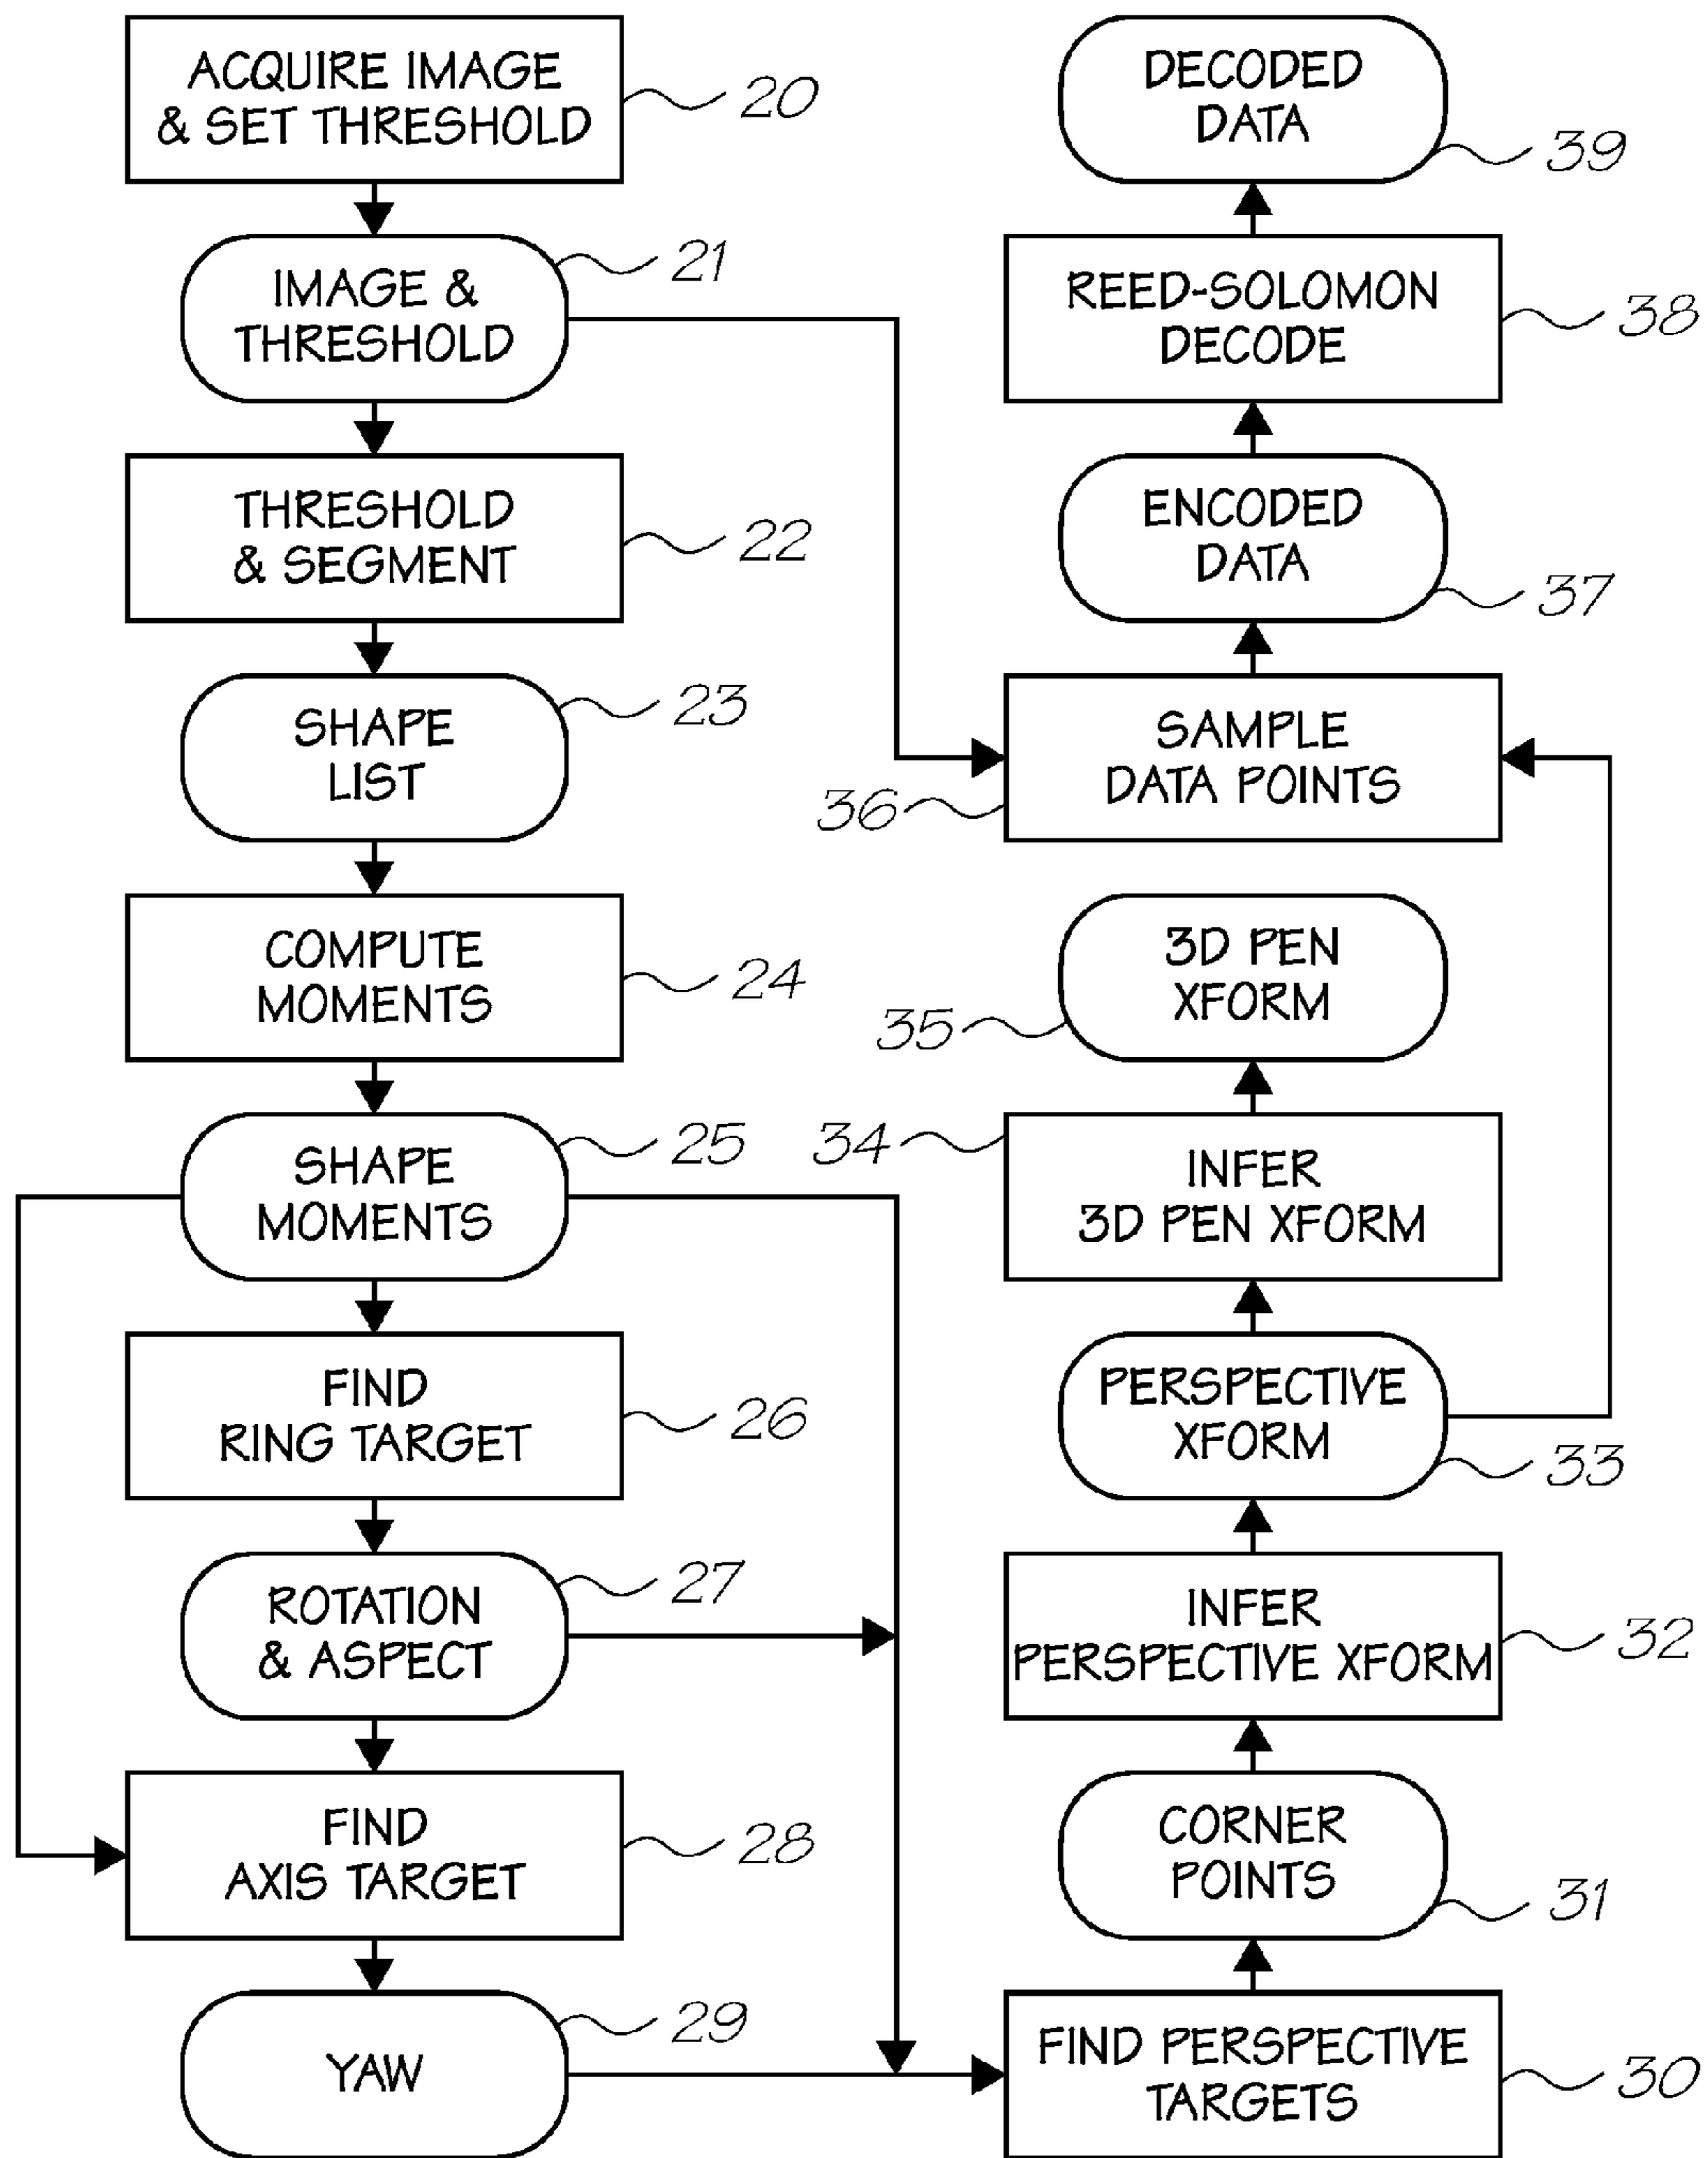 ACQUIRE IMAGE
& SET THRESHOLD
20
IMAGE &
THRESHOLD
21
THRESHOLD
& SEGMENT
22
SHAPE
LIST
23
COMPUTE
MOMENTS
24
SHAPE
MOMENTS
25
FIND
RING TARGET
26
ROTATION
& ASPECT
27
FIND
AXIS TARGET
28
YAW
29
DECODED
DATA
39
REED-SOLOMON
DECODE
38
ENCODED
DATA
37
SAMPLE
DATA POINTS
36
3D PEN
XFORM
35
INFER
3D PEN XFORM
34
PERSPECTIVE
XFORM
33
INFER
PERSPECTIVE XFORM
32
CORNER
POINTS
31
FIND PERSPECTIVE
TARGETS
30